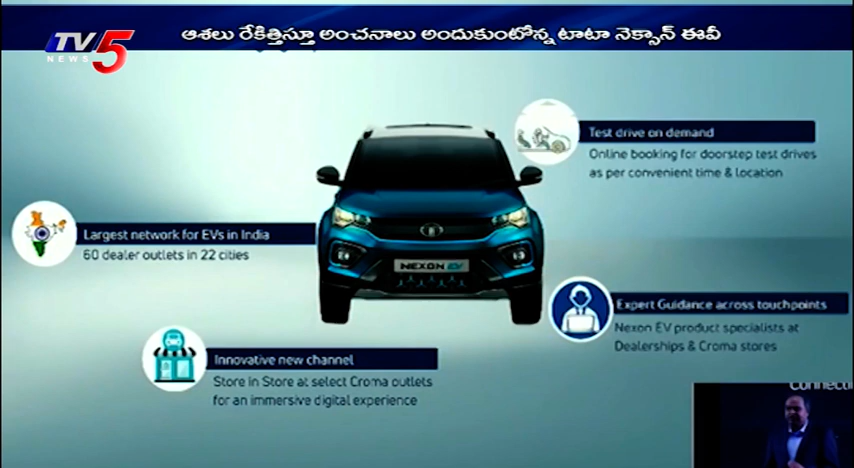 ఆశలు రేకిత్తిస్తూ అంచనాలు అందుకుంటోన్న టాటా నెక్సాన్ ఈవీ
TV5
NEWS
Test drive on demand
Online booking for doorstep test drives
as per convenient time & location
Largest network for EVs in India
60 dealer outlets in 22 cities
NEXON EV
Expert Guidance across touchpoints
Nexon EV product specialists at
Dealerships & Croma stores
Innovative new channel
Store in Store at select Croma outlets
for an immersive digital experience